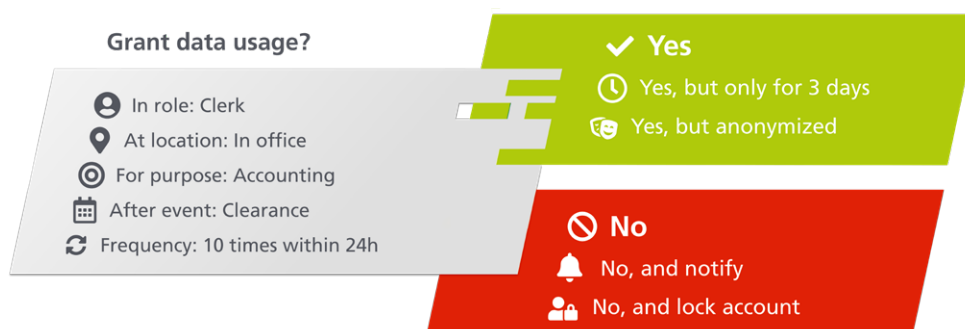 Grant data usage?
In role: Clerk
At location: In office
For purpose: Accounting
After event: Clearance
Frequency: 10 times within 24h
Yes
Yes, but only for 3 days
Yes, but anonymized
No
No, and notify
No, and lock account